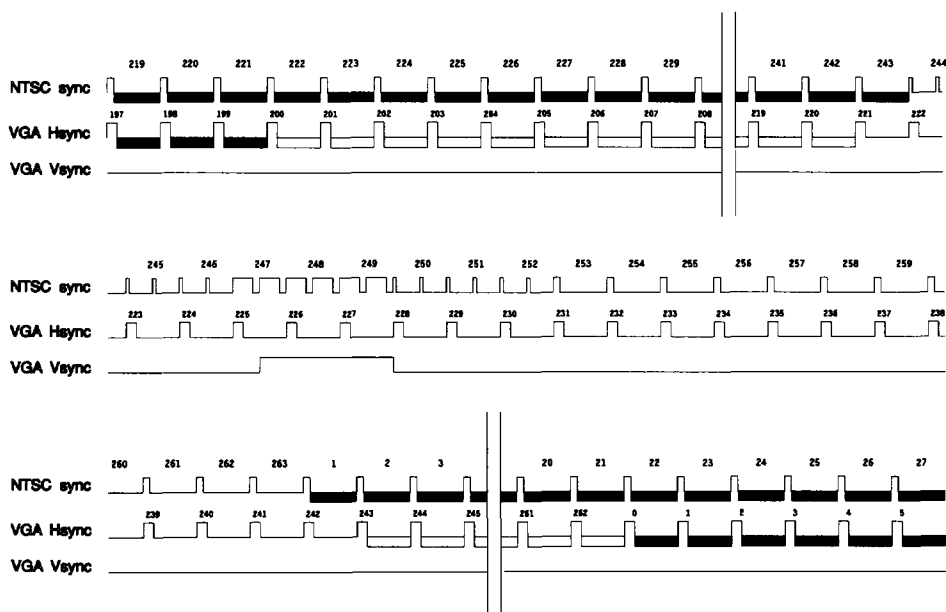 219 220 221 222 223 224 225 226 227 228 229 241 242 243 244
NTSC sync
197 198 199 200 201 202 203 204 205 206 207 208 219 220 221 222
VGA Hsync
VGA Vsync
245 246 247 248 249 250 251 252 253 254 255 256 257 258 259
NTSC sync
223 224 225 226 227 228 229 230 231 232 233 234 235 236 237 238
VGA Hsync
VGA Vsync
260 261 262 263 1 2 3 20 21 22 23 24 25 26 27
NTSC sync
239 240 241 242 243 244 245 261 262 0 1 2 3 4 5
VGA Hsync
VGA Vsync